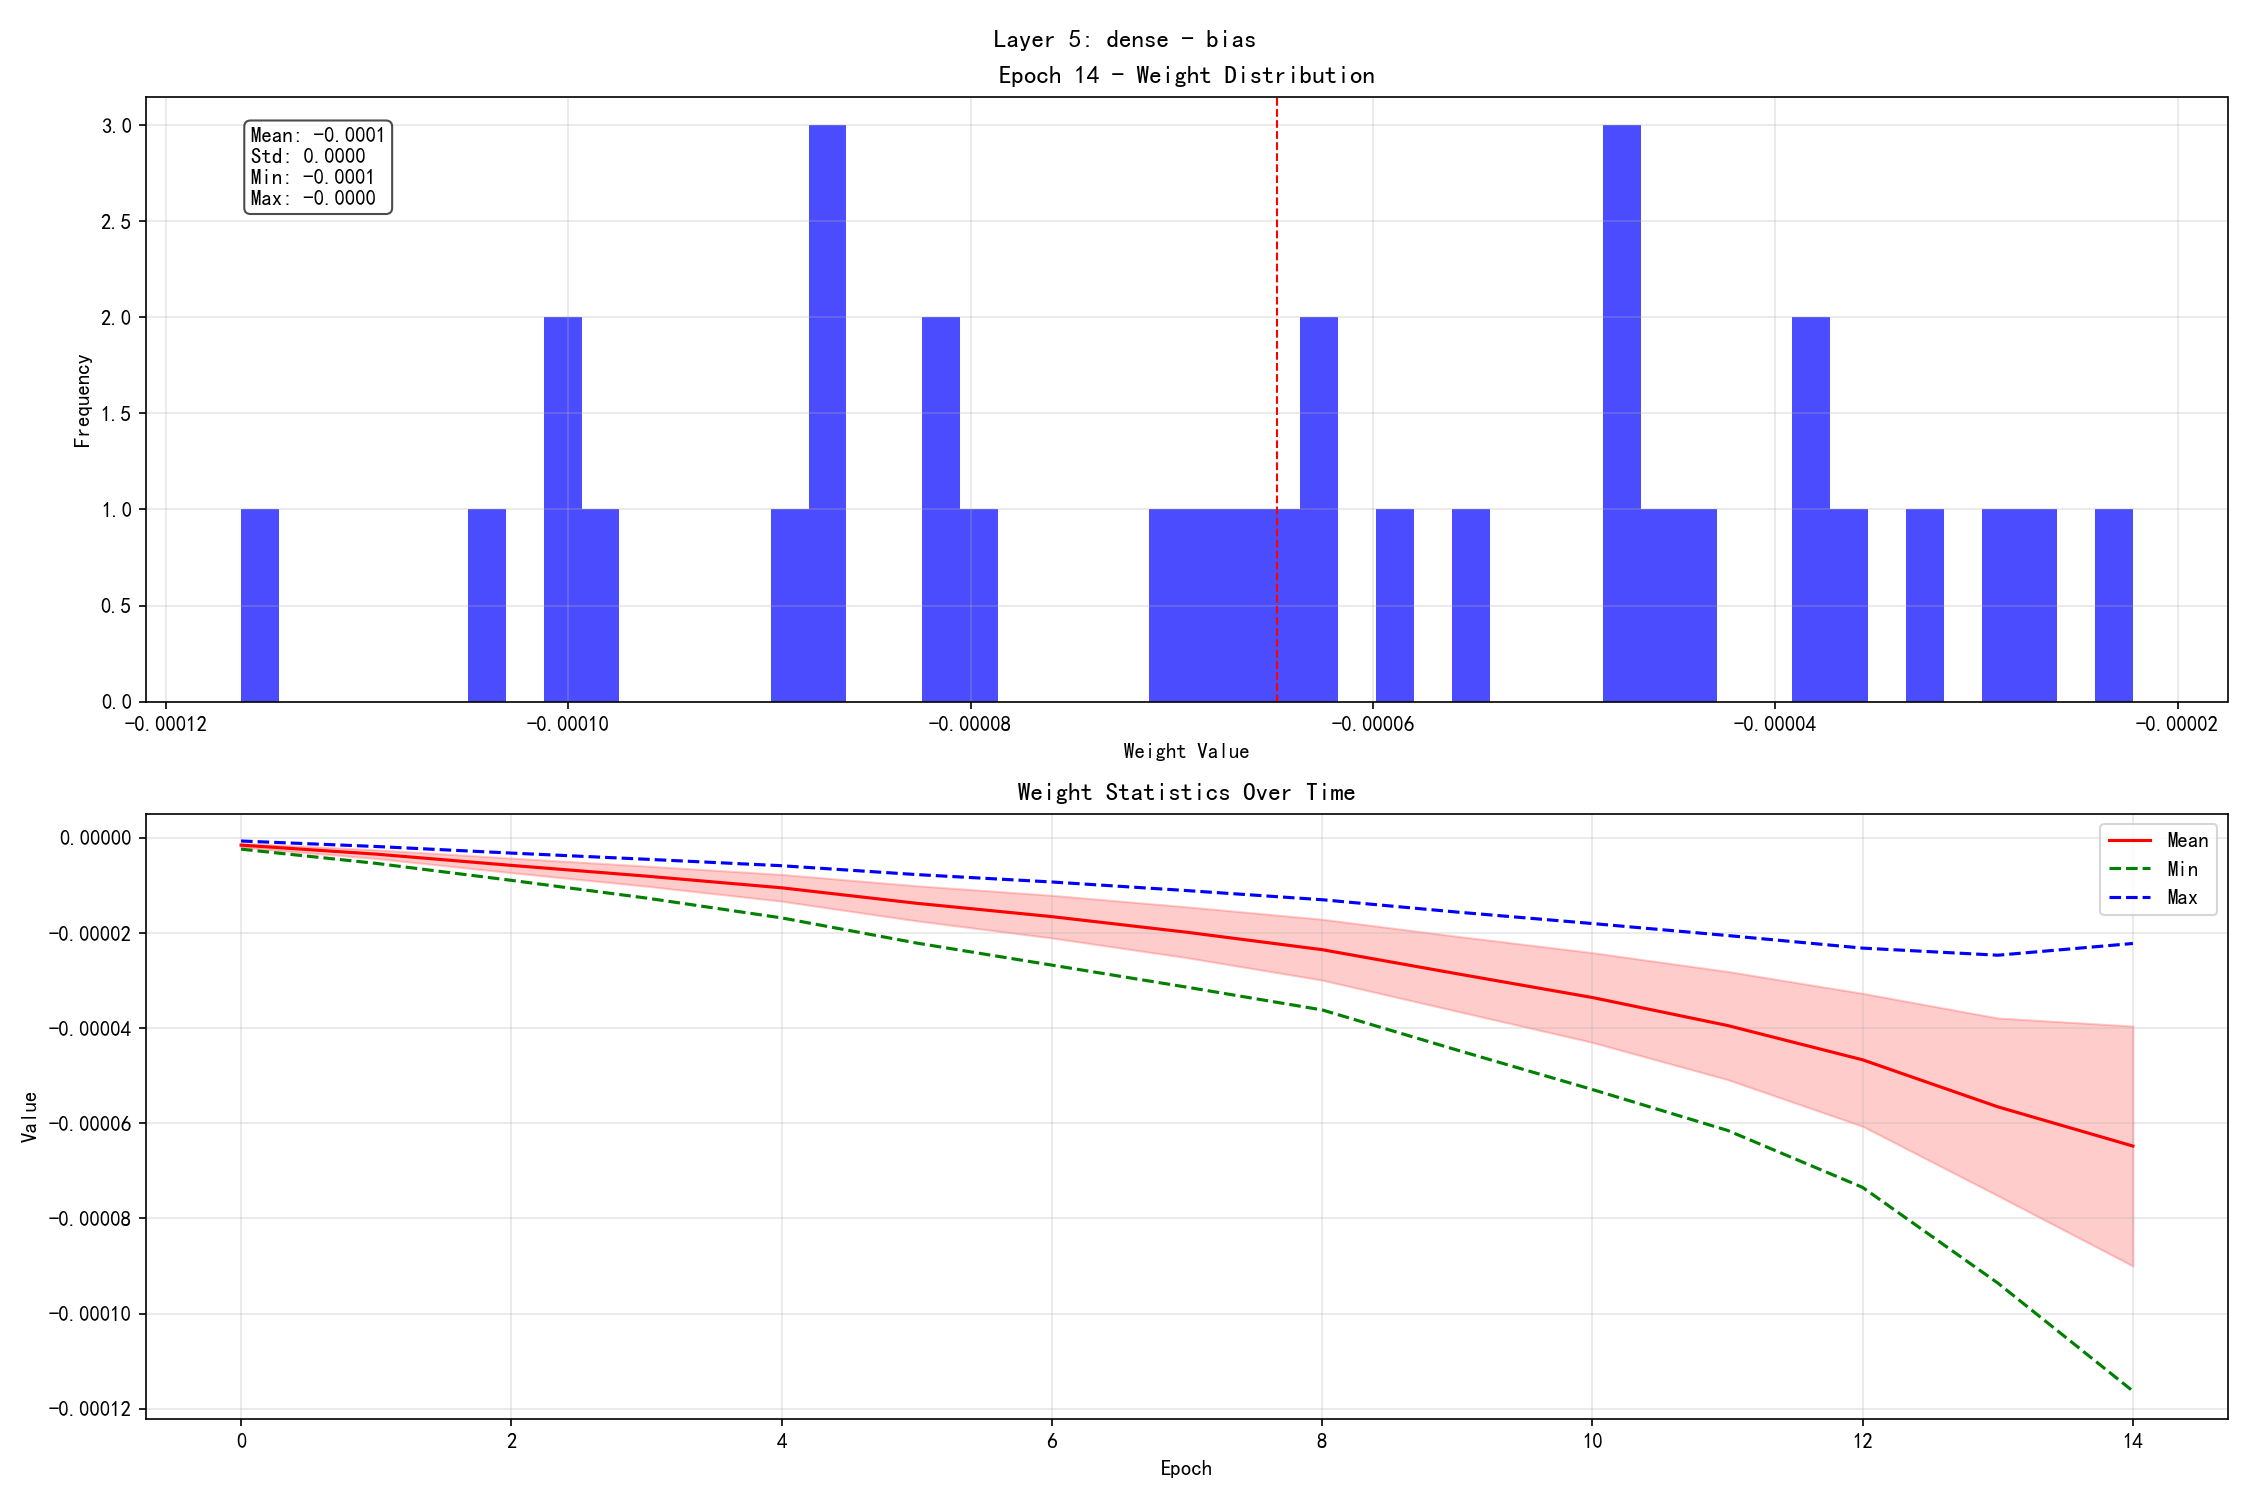 Layer 5: dense - bias
Epoch 14 - Weight Distribution
Mean: -0.0001
Std: 0.0000
Min: -0.0001
Max: -0.0000
Frequency
3.0
2.5
2.0
1.5
1.0
0.5
0.0
-0.00012 -0.00010 -0.00008 -0.00006 -0.00004 -0.00002
Weight Value
Weight Statistics Over Time
Mean
Min
Max
Value
0.00000
-0.00002
-0.00004
-0.00006
-0.00008
-0.00010
-0.00012
0 2 4 6 8 10 12 14
Epoch